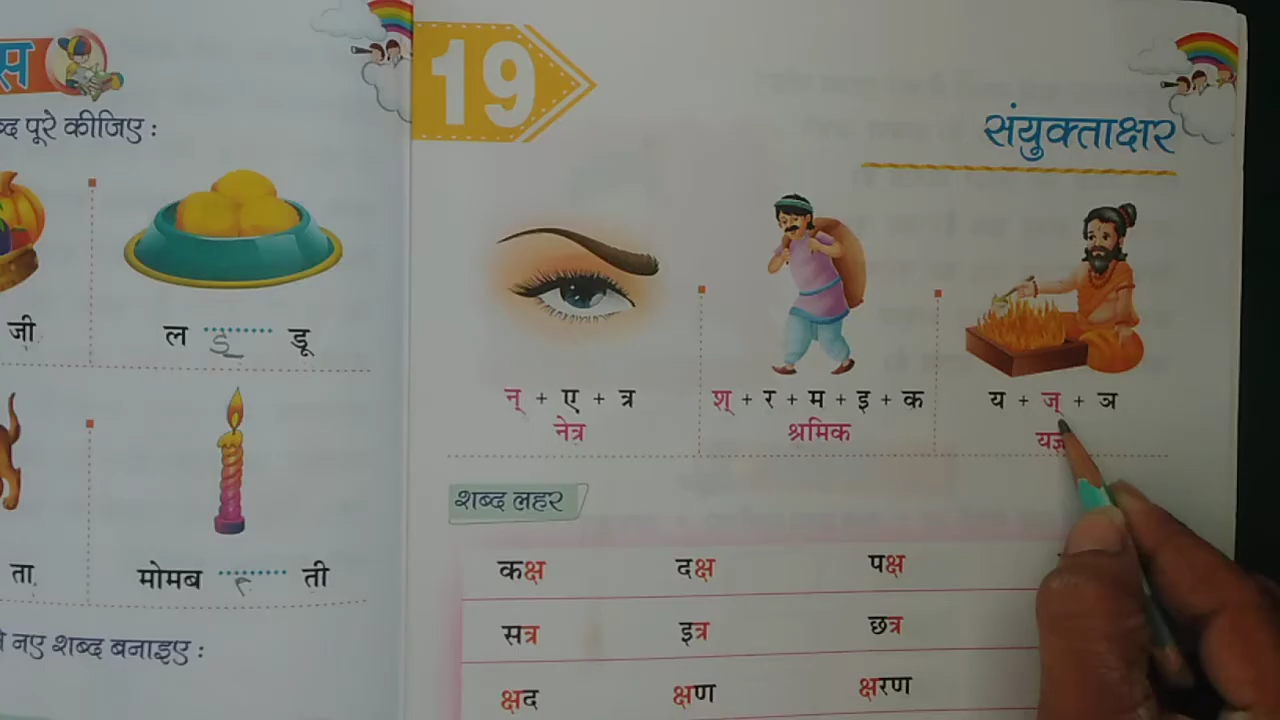 स
ब्द पूरे कीजिए :
जी
ल ड् डू
ता
मोमब त् ती
नए शब्द बनाइए :
19
संयुक्ताक्षर
न् + ए + त्र
नेत्र
श् + र + म + इ + क
श्रमिक
य + ज् + ञ
यज्ञ
शब्द लहर
कक्ष दक्ष पक्ष
सत्र इत्र छत्र
क्षद क्षण क्षरण